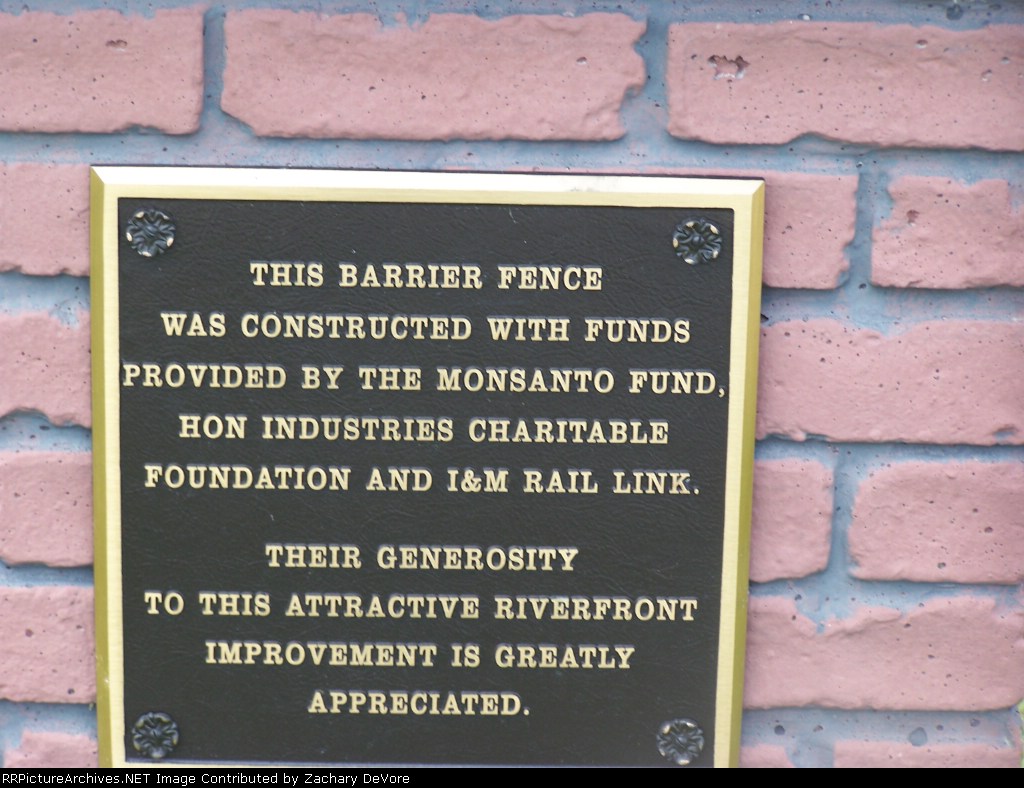 THIS BARRIER FENCE
WAS CONSTRUCTED WITH FUNDS
PROVIDED BY THE MONSANTO FUND,
HON INDUSTRIES CHARITABLE
FOUNDATION AND I&M RAIL LINK.
THEIR GENEROSITY
TO THIS ATTRACTIVE RIVERFRONT
IMPROVEMENT IS GREATLY
APPRECIATED.
RRPictureArchives.NET Image Contributed by Zachary DeVore